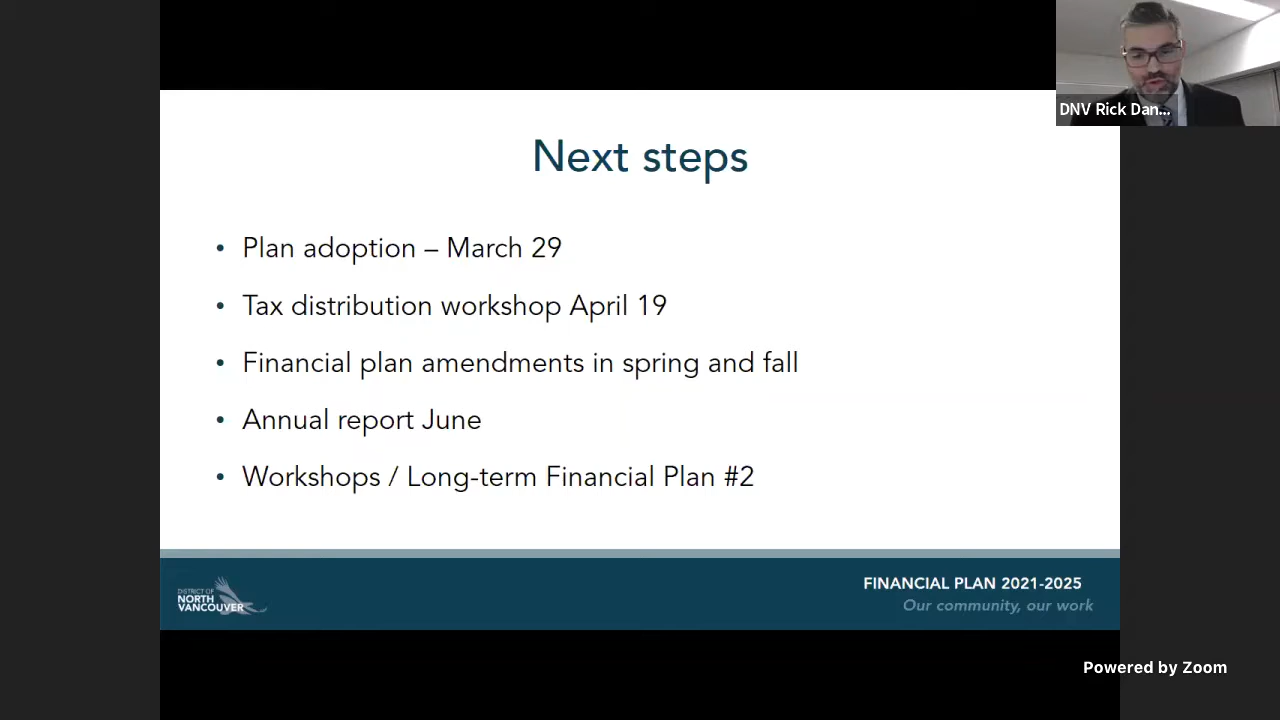 DNV Rick Dan...
Next steps
• Plan adoption – March 29
• Tax distribution workshop April 19
• Financial plan amendments in spring and fall
• Annual report June
• Workshops / Long-term Financial Plan #2
DISTRICT OF
NORTH
VANCOUVER
FINANCIAL PLAN 2021-2025
Our community, our work
Powered by Zoom